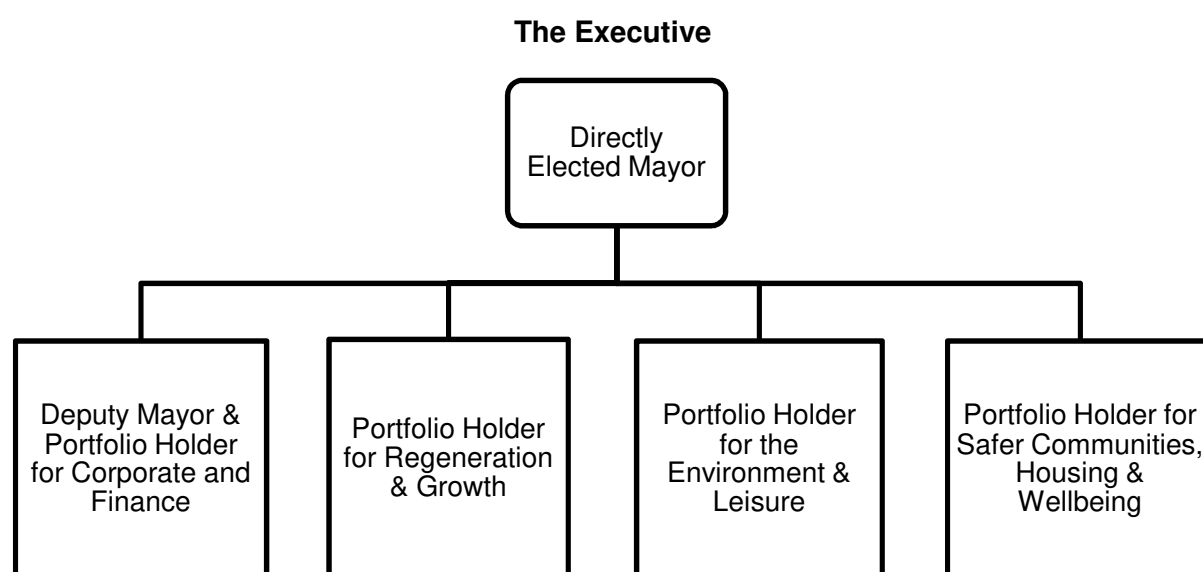 The Executive
Directly
Elected Mayor
Deputy Mayor &
Portfolio Holder
for Corporate and
Finance
Portfolio Holder
for Regeneration
& Growth
Portfolio Holder
for the
Environment &
Leisure
Portfolio Holder for
Safer Communities,
Housing &
Wellbeing